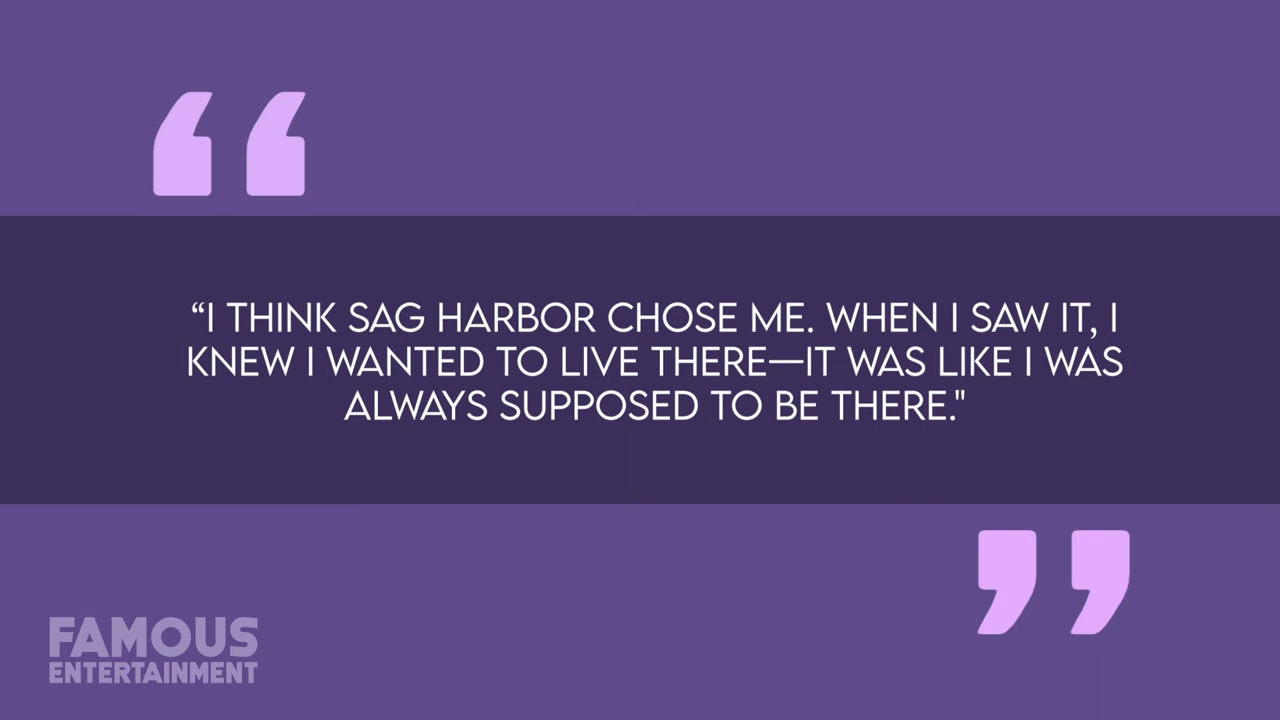 “I THINK SAG HARBOR CHOSE ME. WHEN I SAW IT, I
KNEW I WANTED TO LIVE THERE—IT WAS LIKE I WAS
ALWAYS SUPPOSED TO BE THERE."
FAMOUS
ENTERTAINMENT